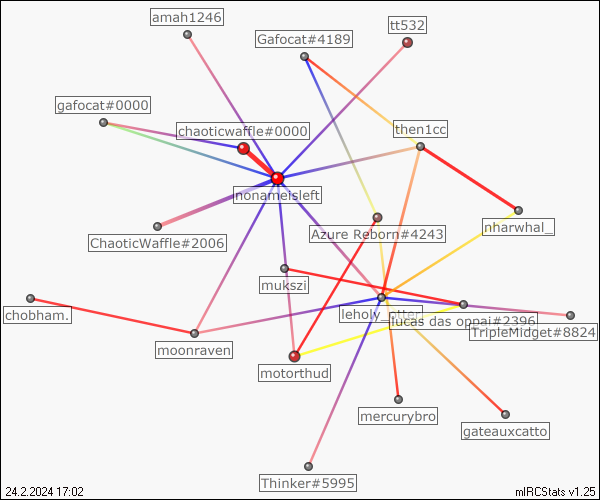 amah1246
tt532
Gafocat#4189
gafocat#0000
chaoticwaffle#0000
then1cc
nonameisleft
nharwhal_
Azure Reborn#4243
ChaoticWaffle#2006
mukszi
chobham.
leholy_otter
lucas das oppai#2396
TripleMidget#8824
moonraven
motorthud
mercurybro
gateauxcatto
Thinker#5995
24.2.2024 17:02
mIRCStats v1.25